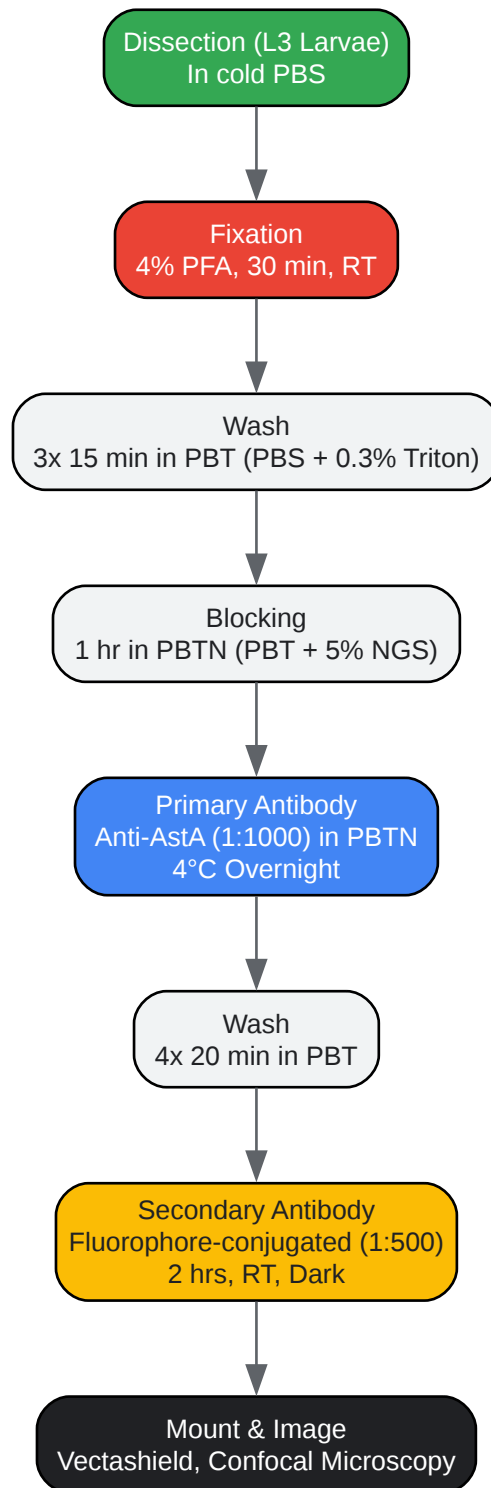 Dissection (L3 Larvae)
In cold PBS
Fixation
4% PFA, 30 min, RT
Wash
3x 15 min in PBT (PBS + 0.3% Triton)
Blocking
1 hr in PBTN (PBT + 5% NGS)
Primary Antibody
Anti-AstA (1:1000) in PBTN
4°C Overnight
Wash
4x 20 min in PBT
Secondary Antibody
Fluorophore-conjugated (1:500)
2 hrs, RT, Dark
Mount & Image
Vectashield, Confocal Microscopy